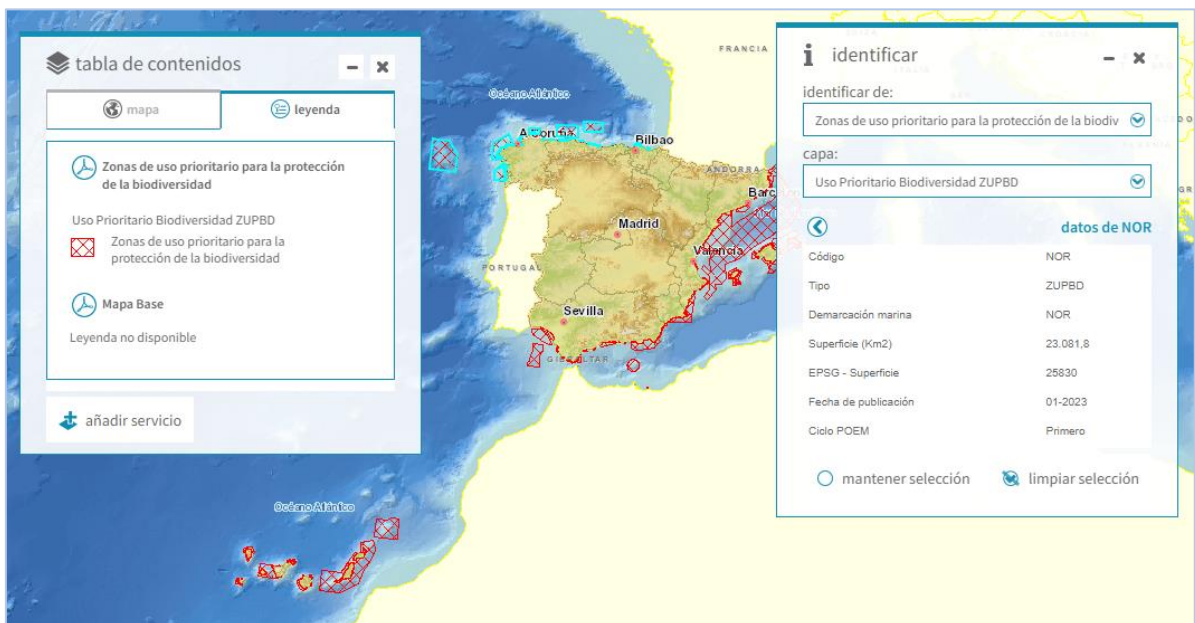 tabla de contenidos
mapa
leyenda
Zonas de uso prioritario para la protección
de la biodiversidad
Uso Prioritario Biodiversidad ZUPBD
Zonas de uso prioritario para la
protección de la biodiversidad
Mapa Base
Leyenda no disponible
añadir servicio
FRANCIA
Océano Atlántico
A Coruña
Bilbao
ANDORRA
Barc
Madrid
Valencia
PORTUGAL
Sevilla
GIBRALTAR
Océano Atlántico
identificar
identificar de:
Zonas de uso prioritario para la protección de la biodiv
capa:
Uso Prioritario Biodiversidad ZUPBD
datos de NOR
Código NOR
Tipo ZUPBD
Demarcación marina NOR
Superficie (Km2) 23.081,8
EPSG - Superficie 25830
Fecha de publicación 01-2023
Ciclo POEM Primero
mantener selección
limpiar selección